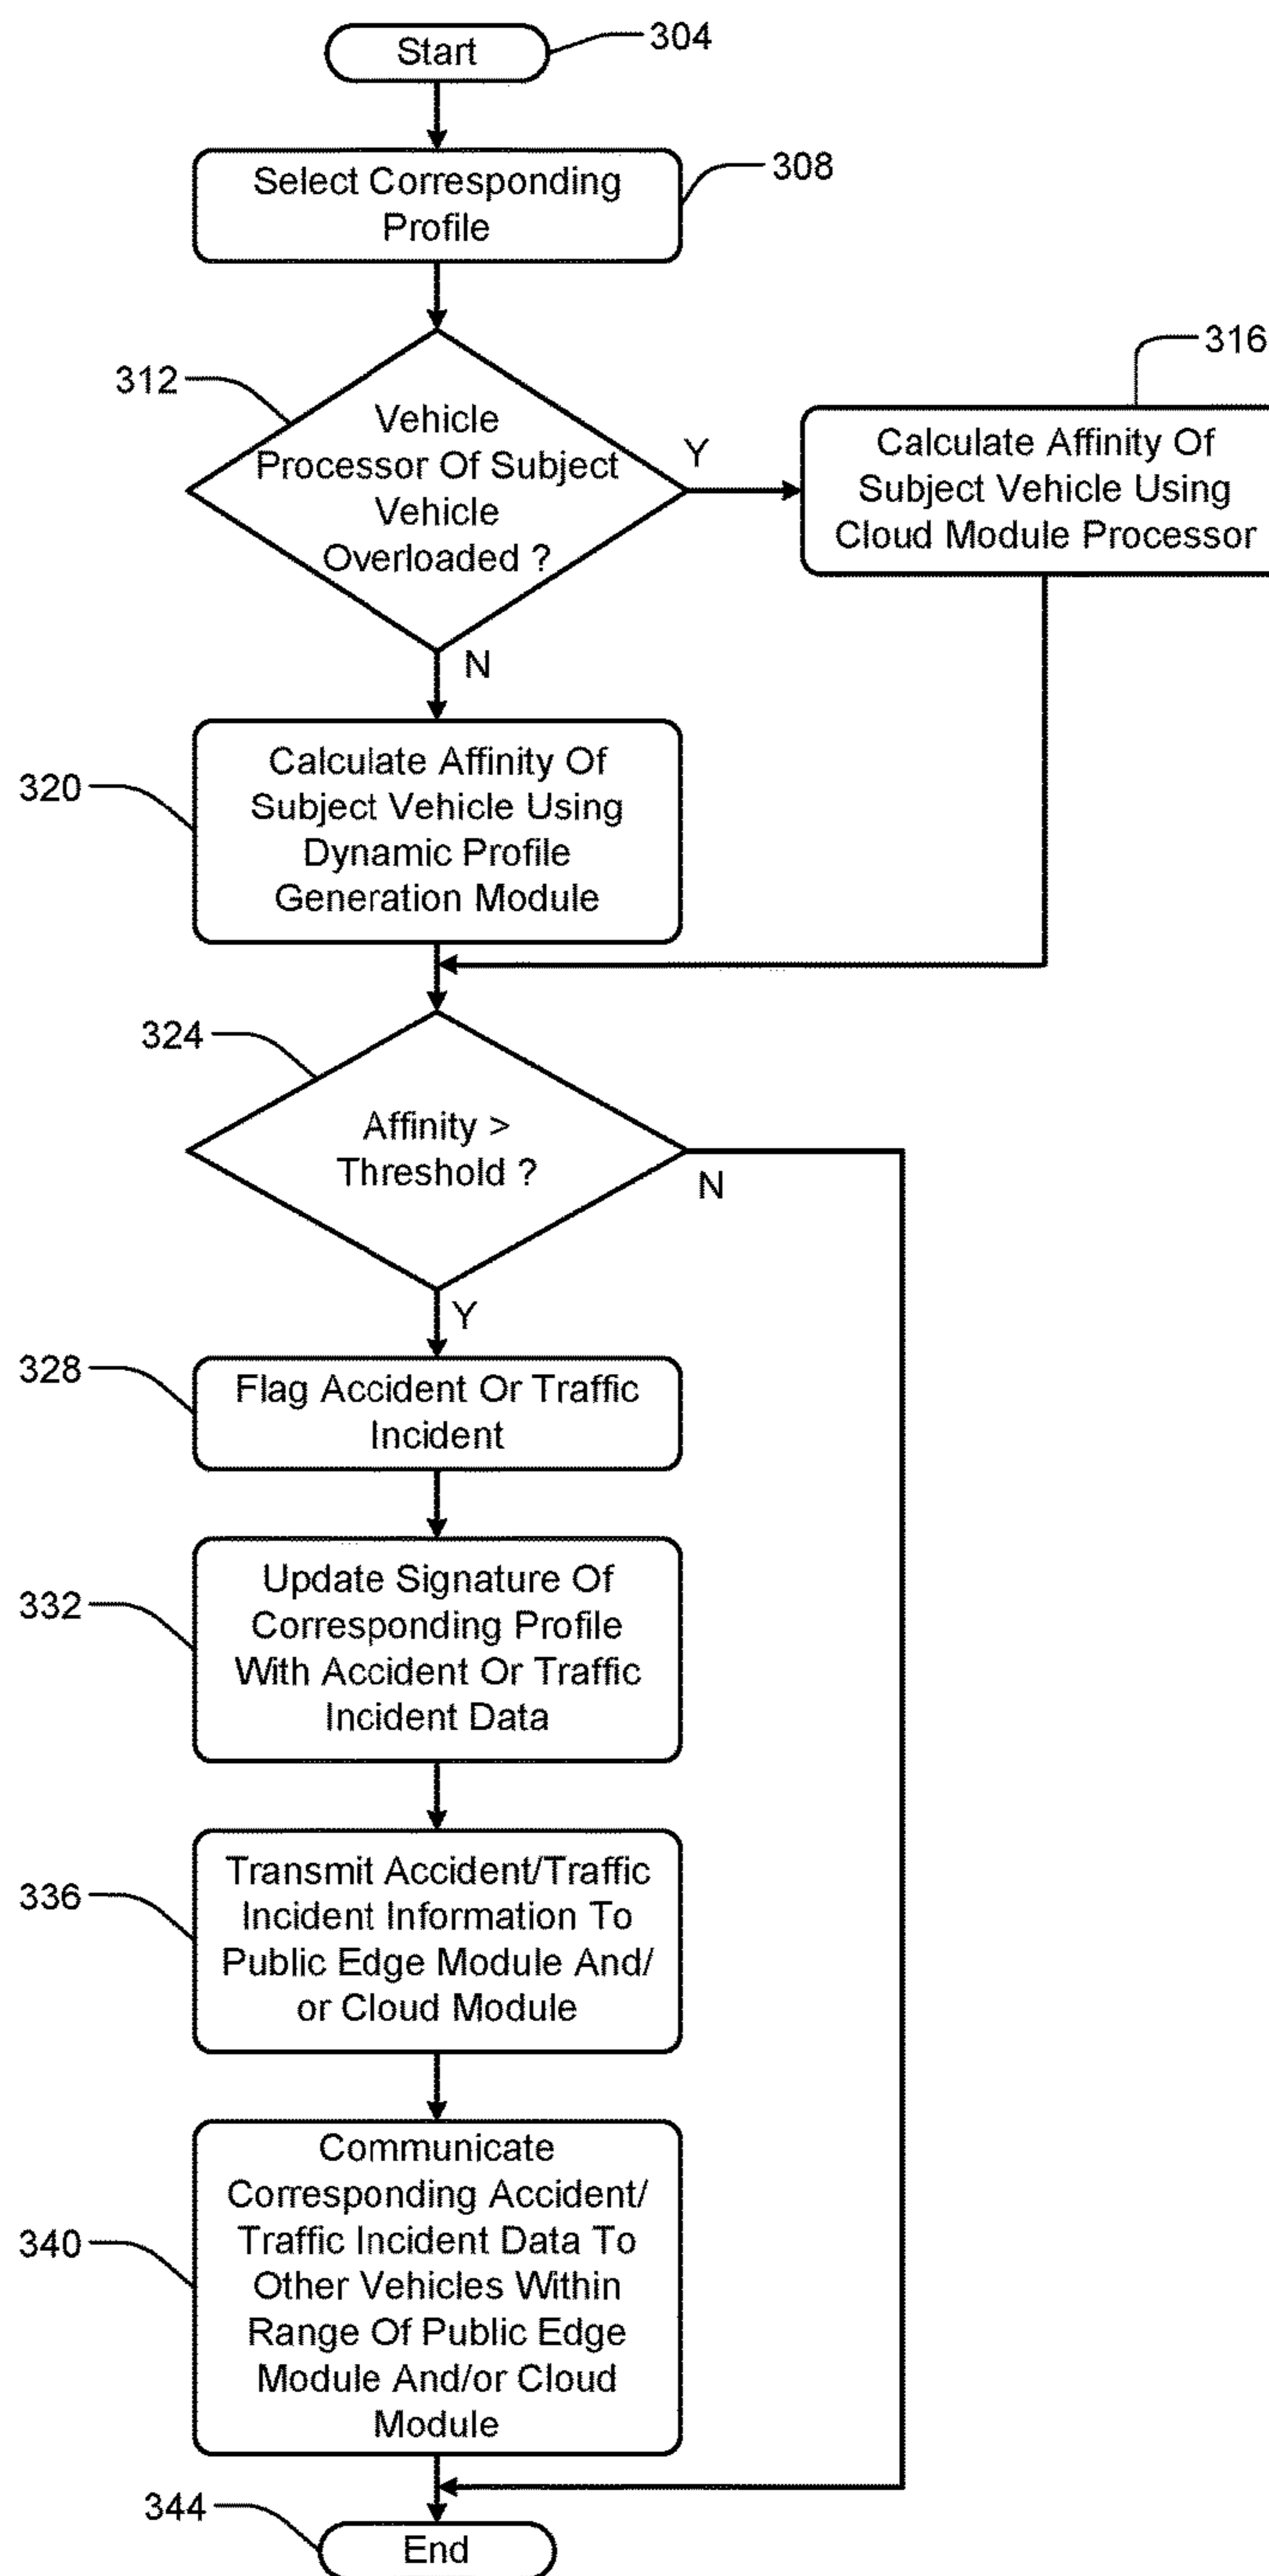 Start
304
Select Corresponding
Profile
308
312
Vehicle
Processor Of Subject
Vehicle
Overloaded ?
Y
N
316
Calculate Affinity Of
Subject Vehicle Using
Cloud Module Processor
320
Calculate Affinity Of
Subject Vehicle Using
Dynamic Profile
Generation Module
324
Affinity >
Threshold ?
N
Y
328
Flag Accident Or Traffic
Incident
332
Update Signature Of
Corresponding Profile
With Accident Or Traffic
Incident Data
336
Transmit Accident/Traffic
Incident Information To
Public Edge Module And/
or Cloud Module
340
Communicate
Corresponding Accident/
Traffic Incident Data To
Other Vehicles Within
Range Of Public Edge
Module And/or Cloud
Module
344
End